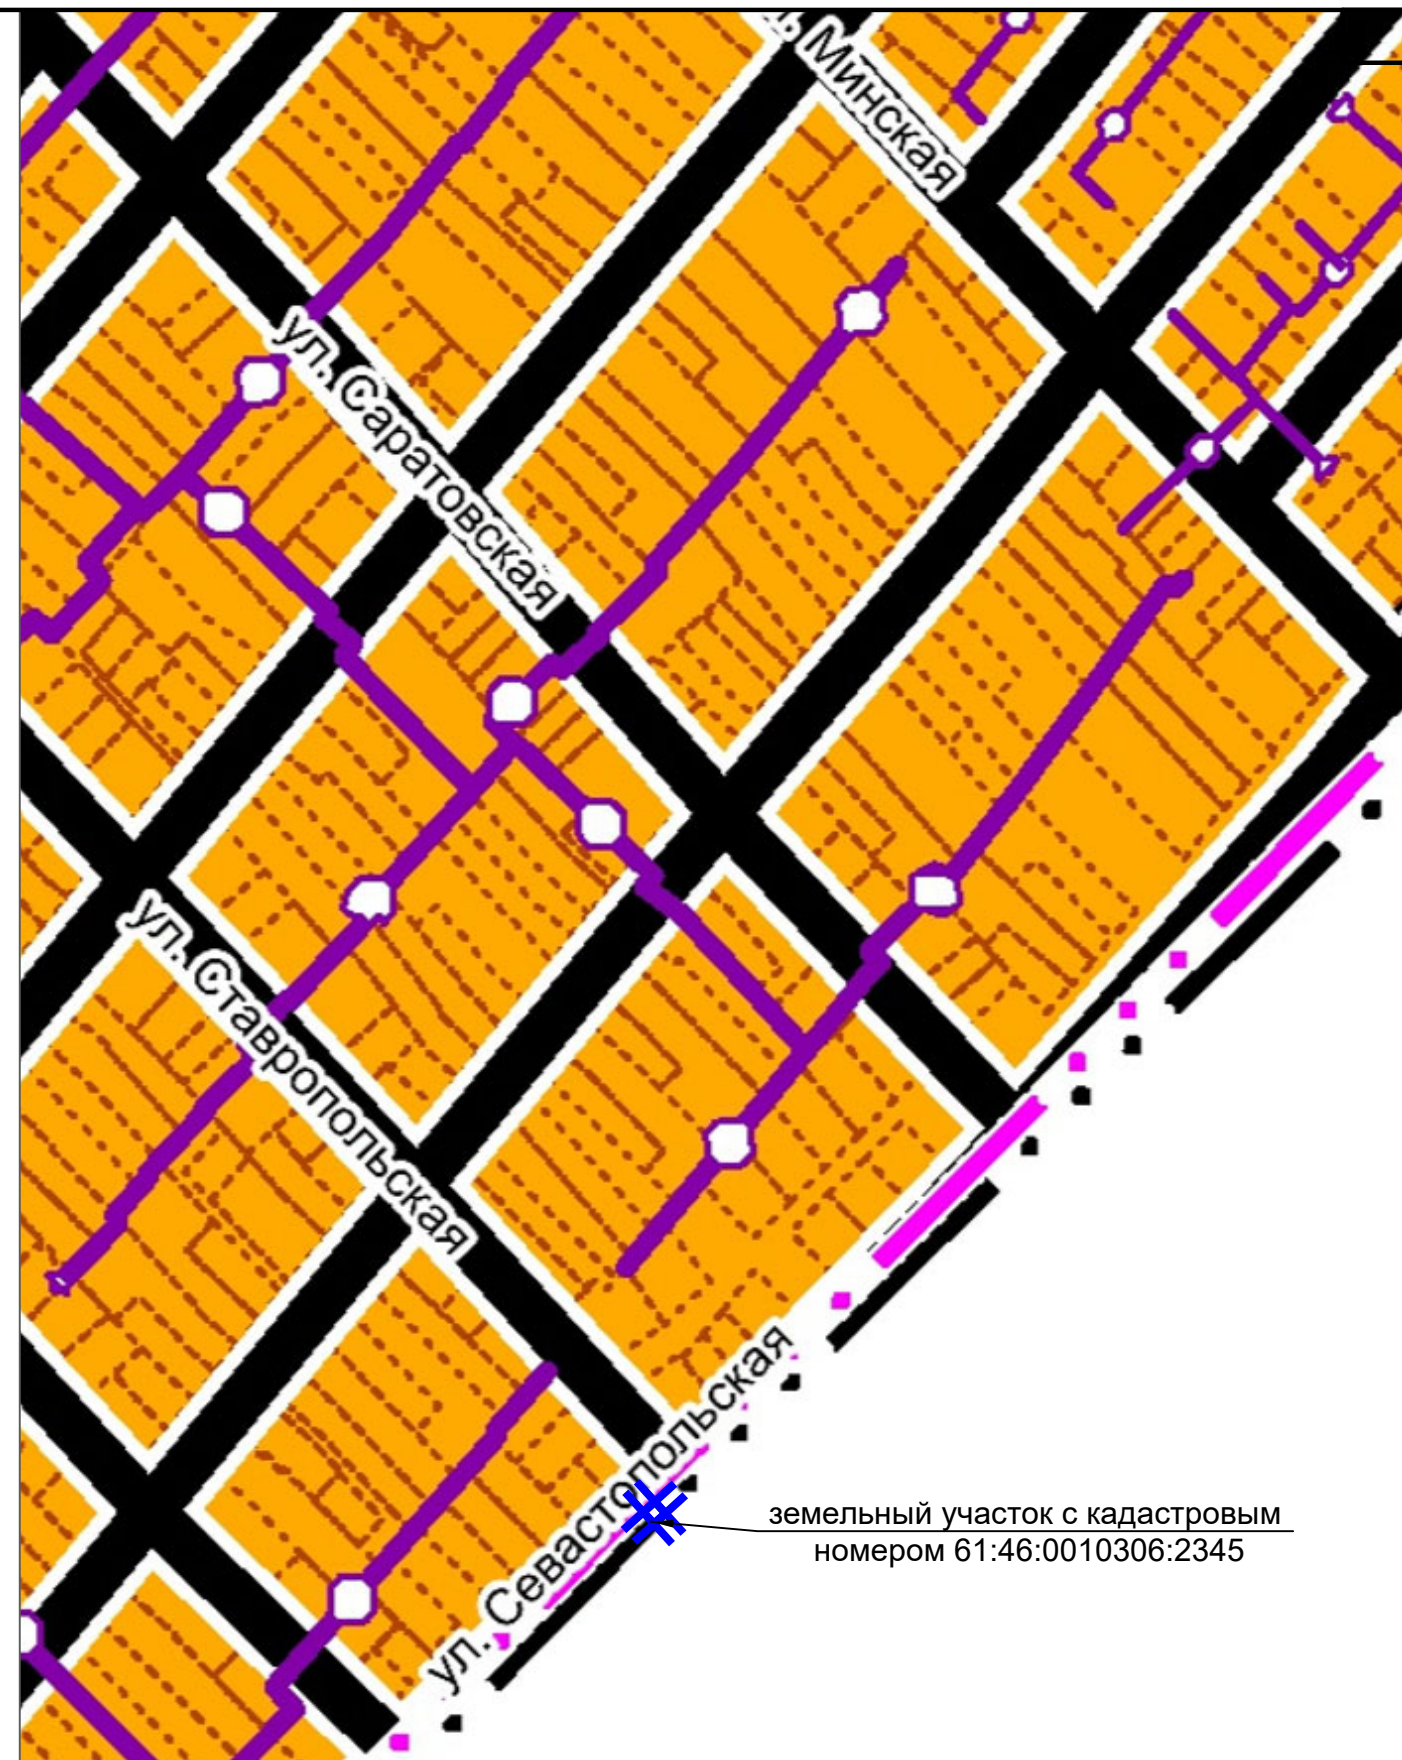 Минская
ул. Саратовская
ул. Ставропольская
ул. Севастопольская
земельный участок с кадастровым
номером 61:46:0010306:2345